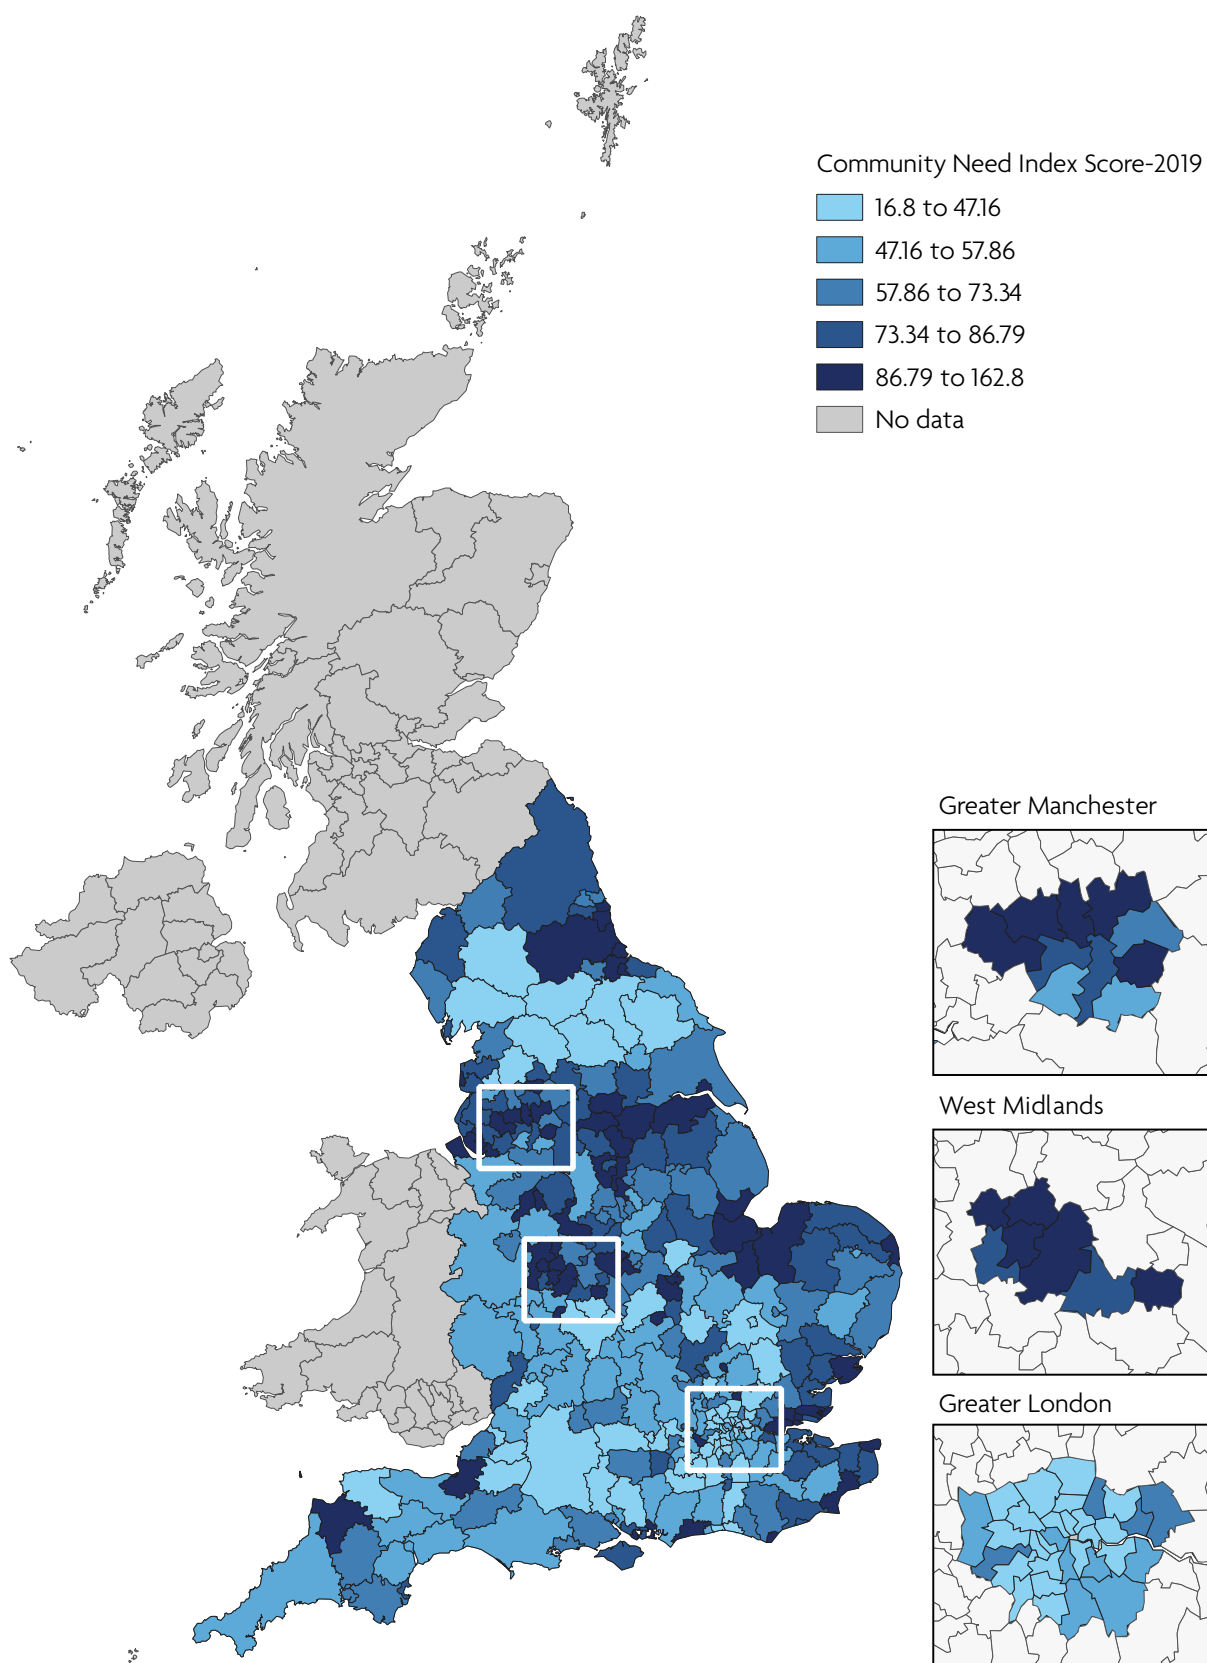 Community Need Index Score-2019
16.8 to 47.16
47.16 to 57.86
57.86 to 73.34
73.34 to 86.79
86.79 to 162.8
No data
Greater Manchester
West Midlands
Greater London